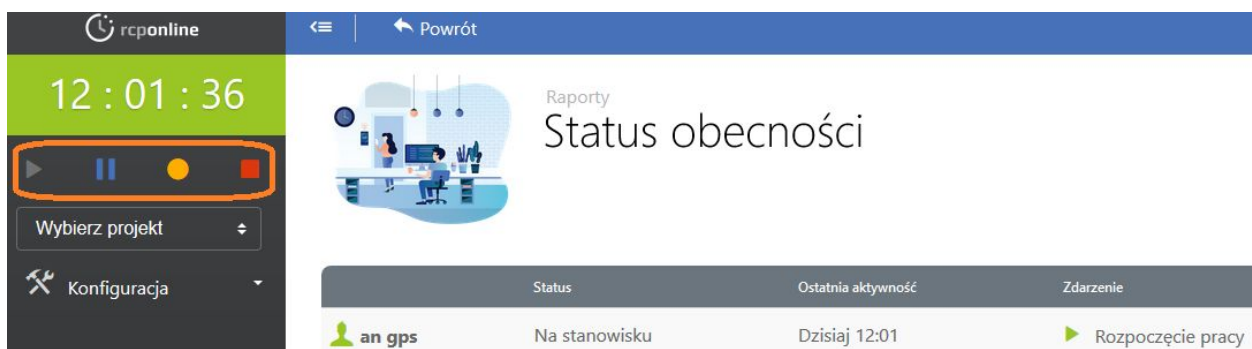 rcponline
Powrót
12 : 01 : 36
Wybierz projekt
Konfiguracja
Raporty
Status obecności
Status Ostatnia aktywność Zdarzenie
an gps Na stanowisku Dzisiaj 12:01 Rozpoczęcie pracy